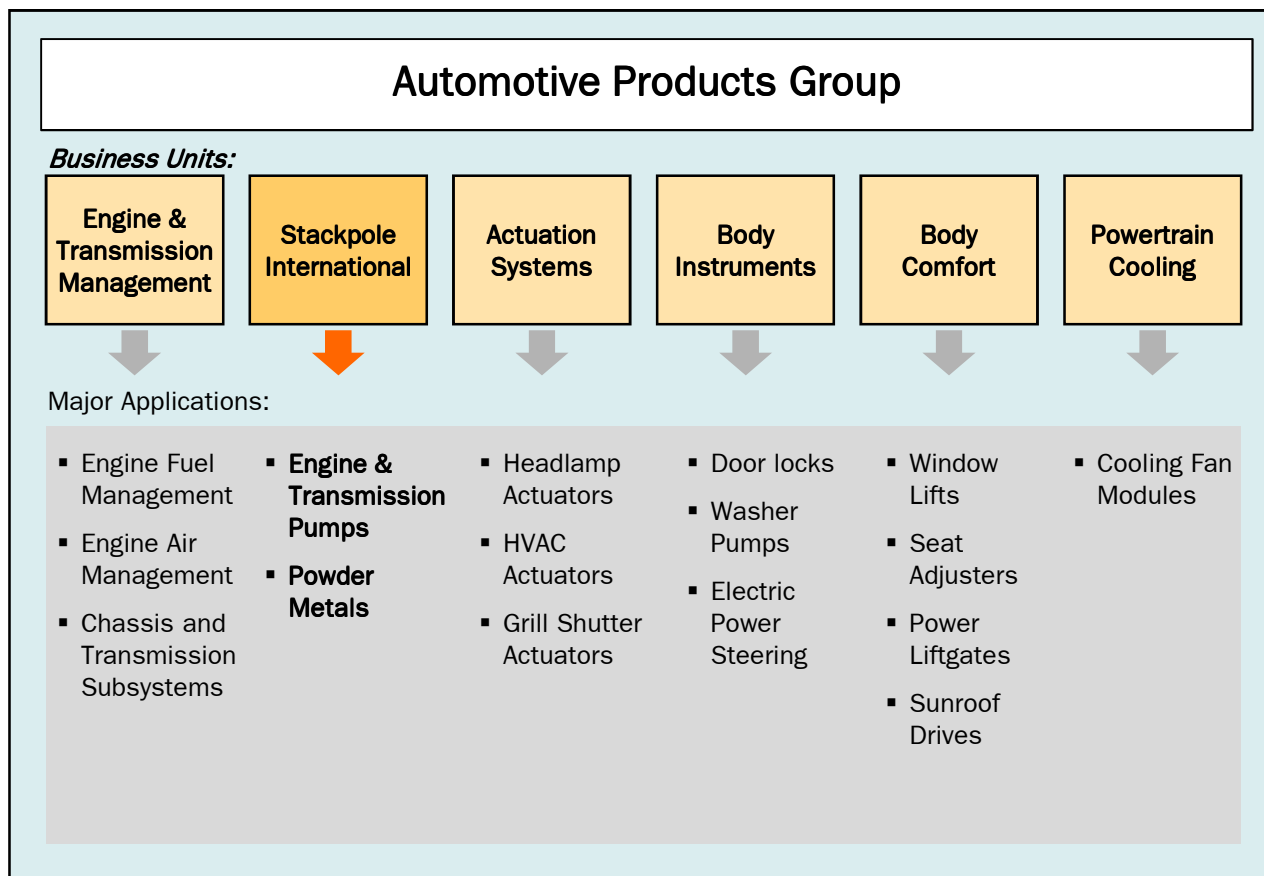 Automotive Products Group
Business Units:
Engine &
Transmission
Management
Stackpole
International
Actuation
Systems
Body
Instruments
Body
Comfort
Powertrain
Cooling
Major Applications:
▪ Engine Fuel
Management
▪ Engine Air
Management
▪ Chassis and
Transmission
Subsystems
▪ Engine &
Transmission
Pumps
▪ Powder
Metals
▪ Headlamp
Actuators
▪ HVAC
Actuators
▪ Grill Shutter
Actuators
▪ Door locks
▪ Washer
Pumps
▪ Electric
Power
Steering
▪ Window
Lifts
▪ Seat
Adjusters
▪ Power
Liftgates
▪ Sunroof
Drives
▪ Cooling Fan
Modules